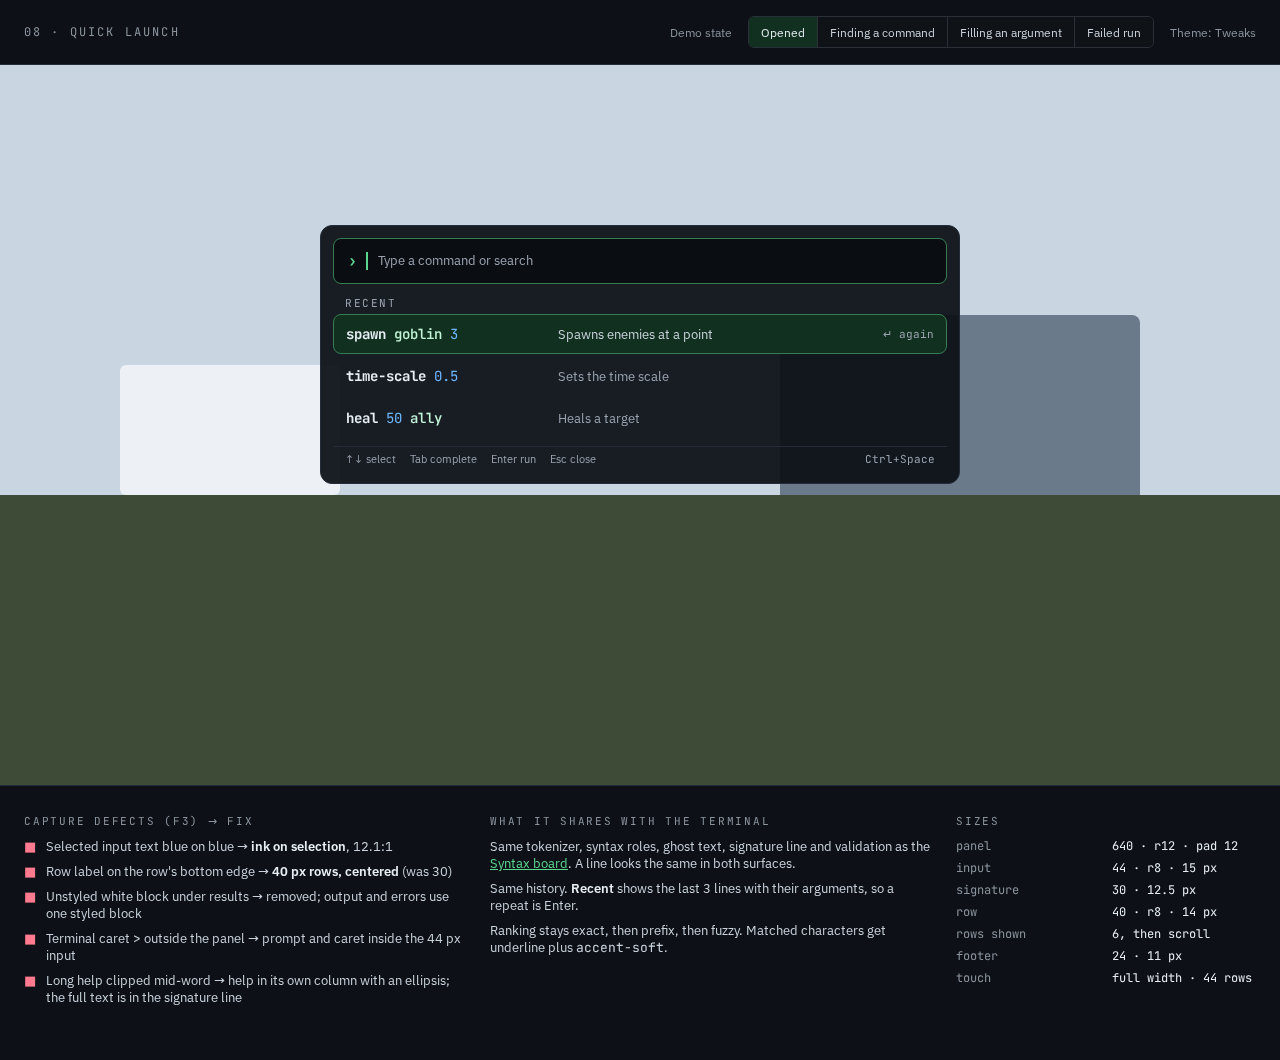 08 · QUICK LAUNCH
Demo state
Opened
Finding a command
Filling an argument
Failed run
Theme: Tweaks
› Type a command or search
RECENT
spawn goblin 3 Spawns enemies at a point ↵ again
time-scale 0.5 Sets the time scale
heal 50 ally Heals a target
↑↓ select Tab complete Enter run Esc close Ctrl+Space
CAPTURE DEFECTS (F3) → FIX
Selected input text blue on blue → ink on selection, 12.1:1
Row label on the row's bottom edge → 40 px rows, centered (was 30)
Unstyled white block under results → removed; output and errors use
one styled block
Terminal caret > outside the panel → prompt and caret inside the 44 px
input
Long help clipped mid-word → help in its own column with an ellipsis;
the full text is in the signature line
WHAT IT SHARES WITH THE TERMINAL
Same tokenizer, syntax roles, ghost text, signature line and validation as the
Syntax board. A line looks the same in both surfaces.
Same history. Recent shows the last 3 lines with their arguments, so a
repeat is Enter.
Ranking stays exact, then prefix, then fuzzy. Matched characters get
underline plus accent-soft.
SIZES
panel 640 · r12 · pad 12
input 44 · r8 · 15 px
signature 30 · 12.5 px
row 40 · r8 · 14 px
rows shown 6, then scroll
footer 24 · 11 px
touch full width · 44 rows